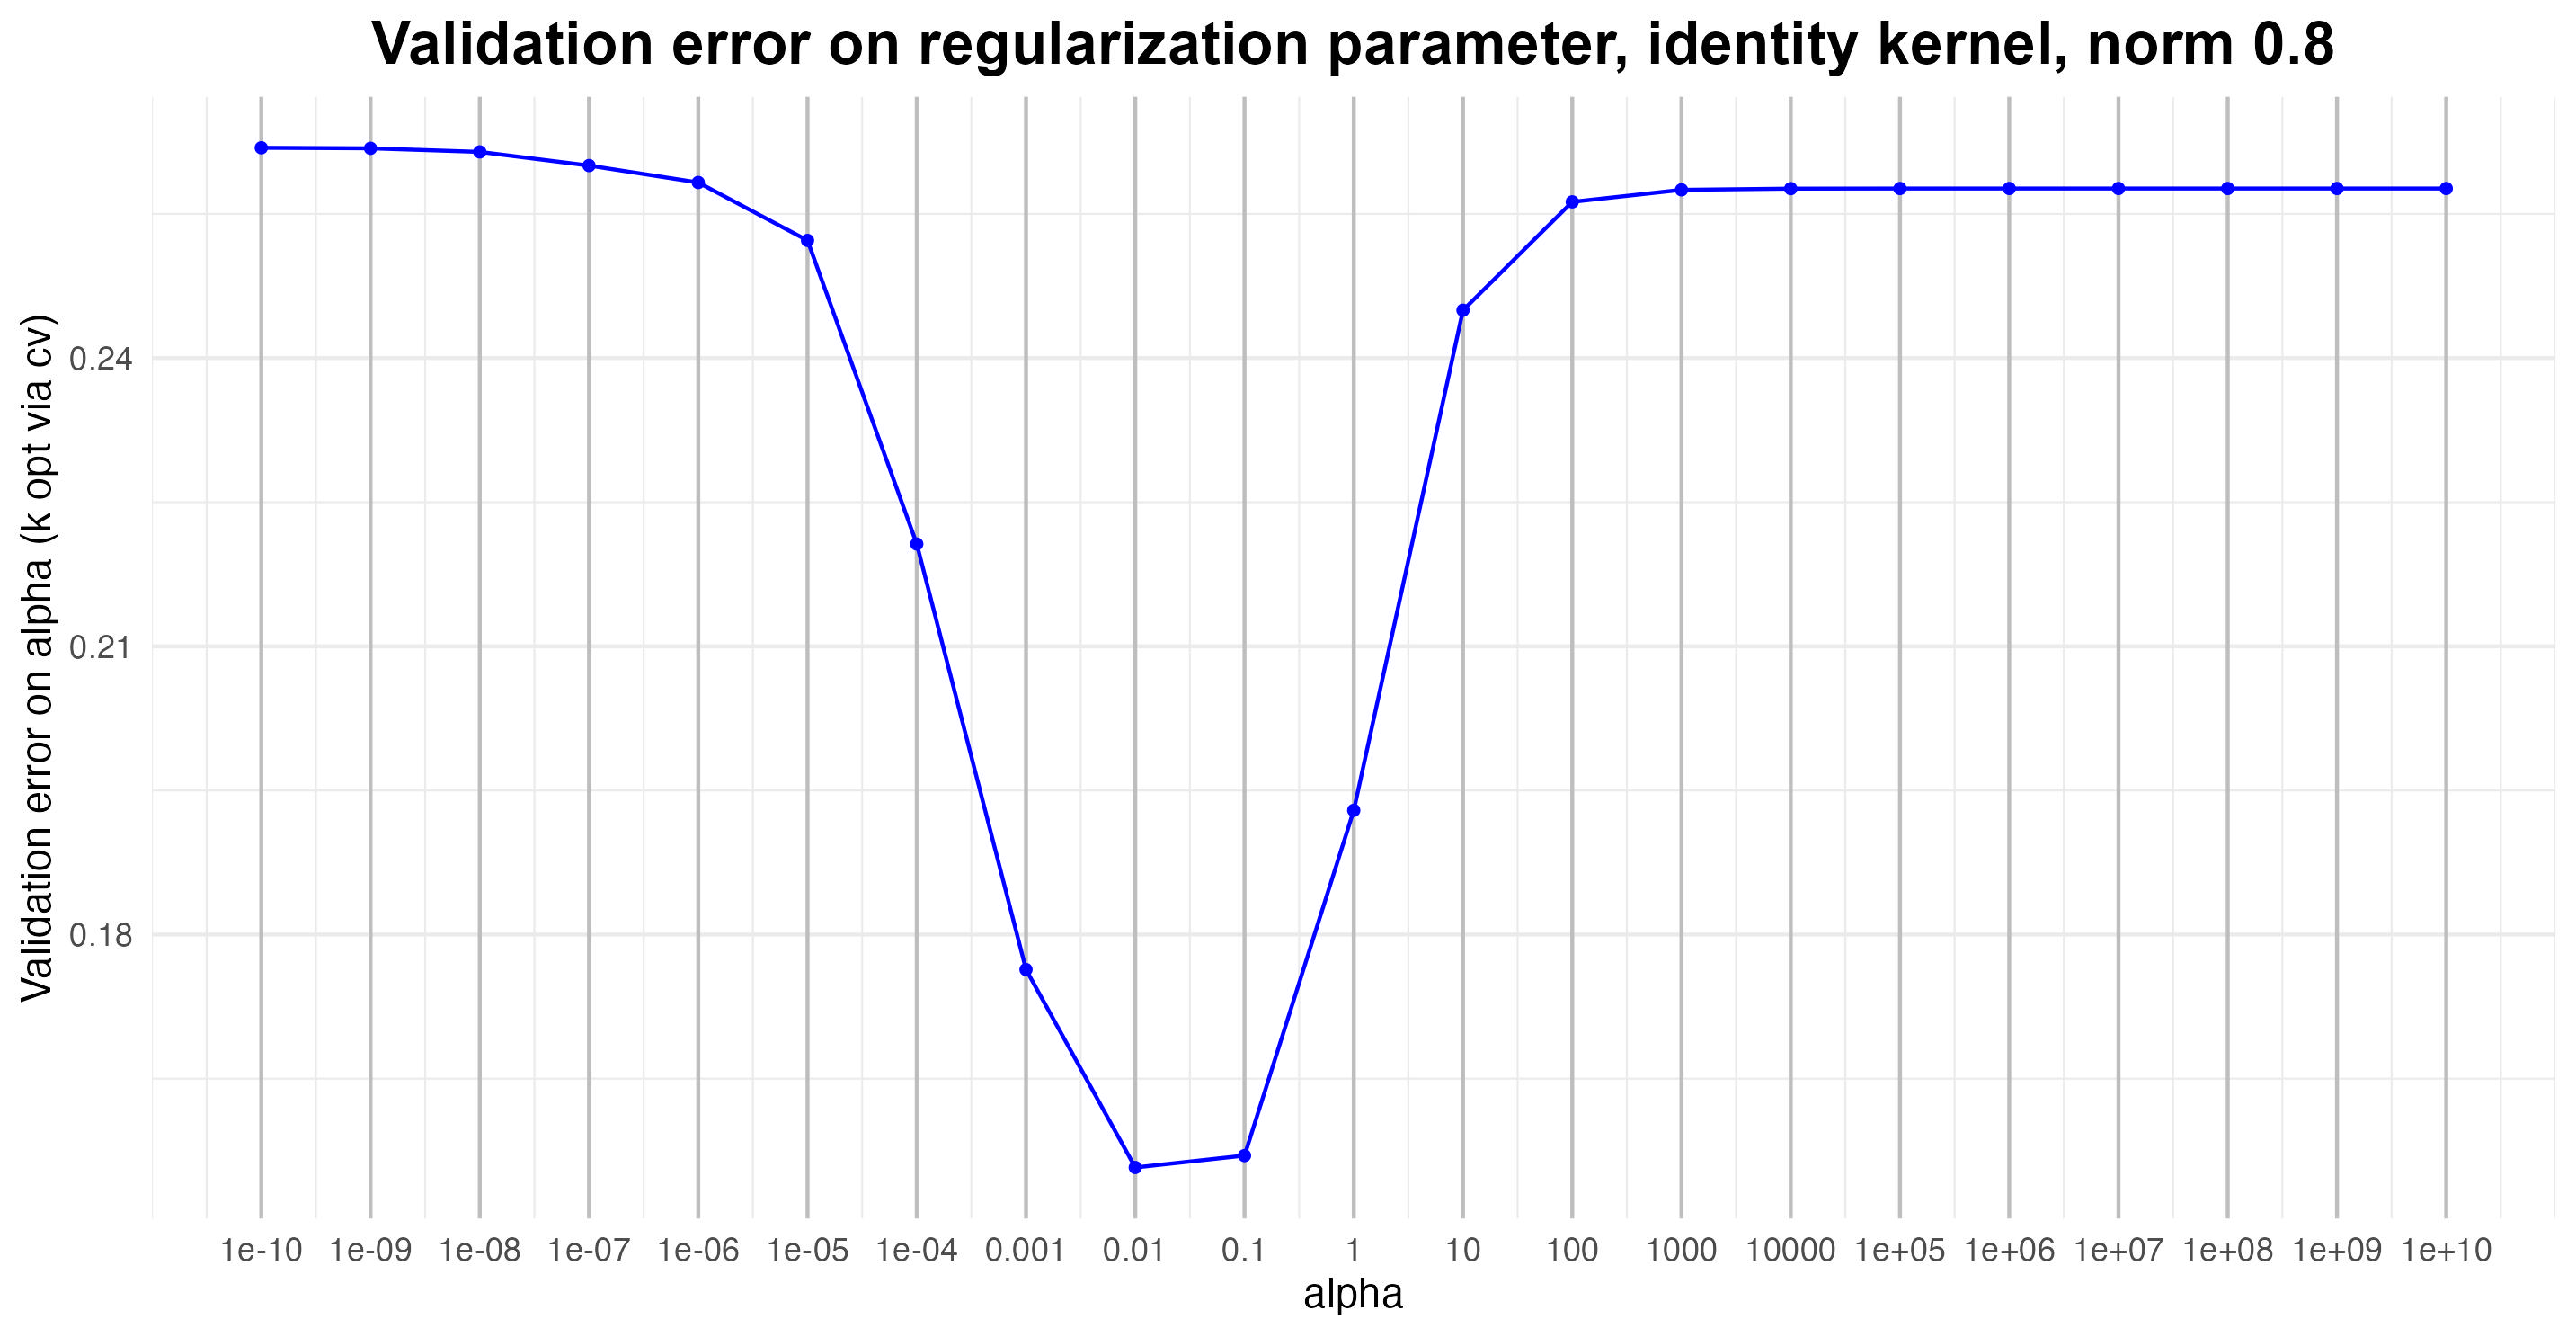 Validation error on regularization parameter, identity kernel, norm 0.8
Validation error on alpha (k opt via cv)
0.24
0.21
0.18
1e-10 1e-09 1e-08 1e-07 1e-06 1e-05 1e-04 0.001 0.01 0.1 1 10 100 1000 10000 1e+05 1e+06 1e+07 1e+08 1e+09 1e+10
alpha